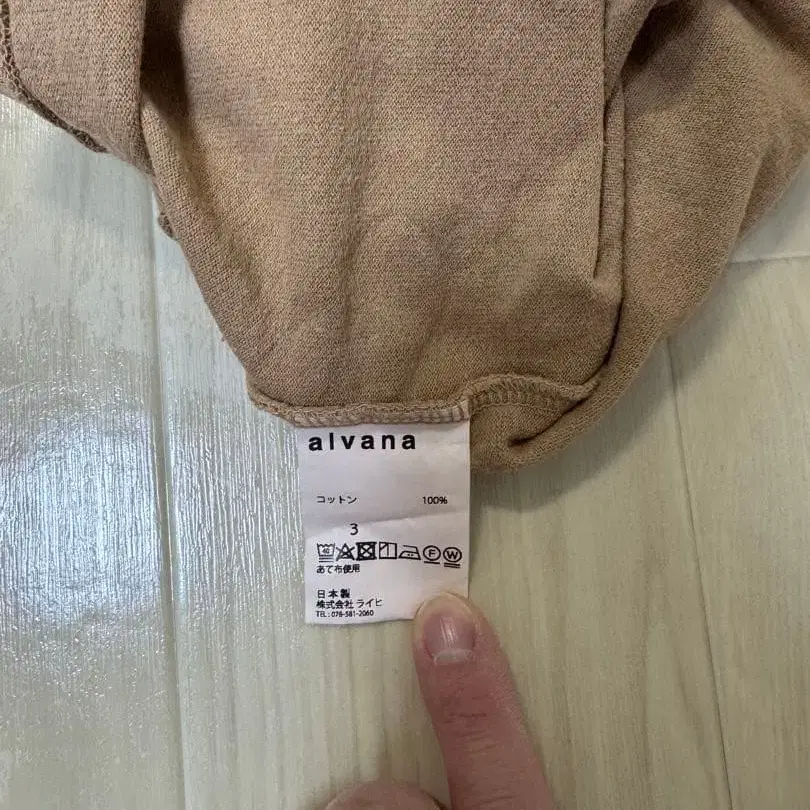 alvana
コットン 100%
3
40 F W
あて布使用
日本製
株式会社ライヒ
TEL: 078-581-2060